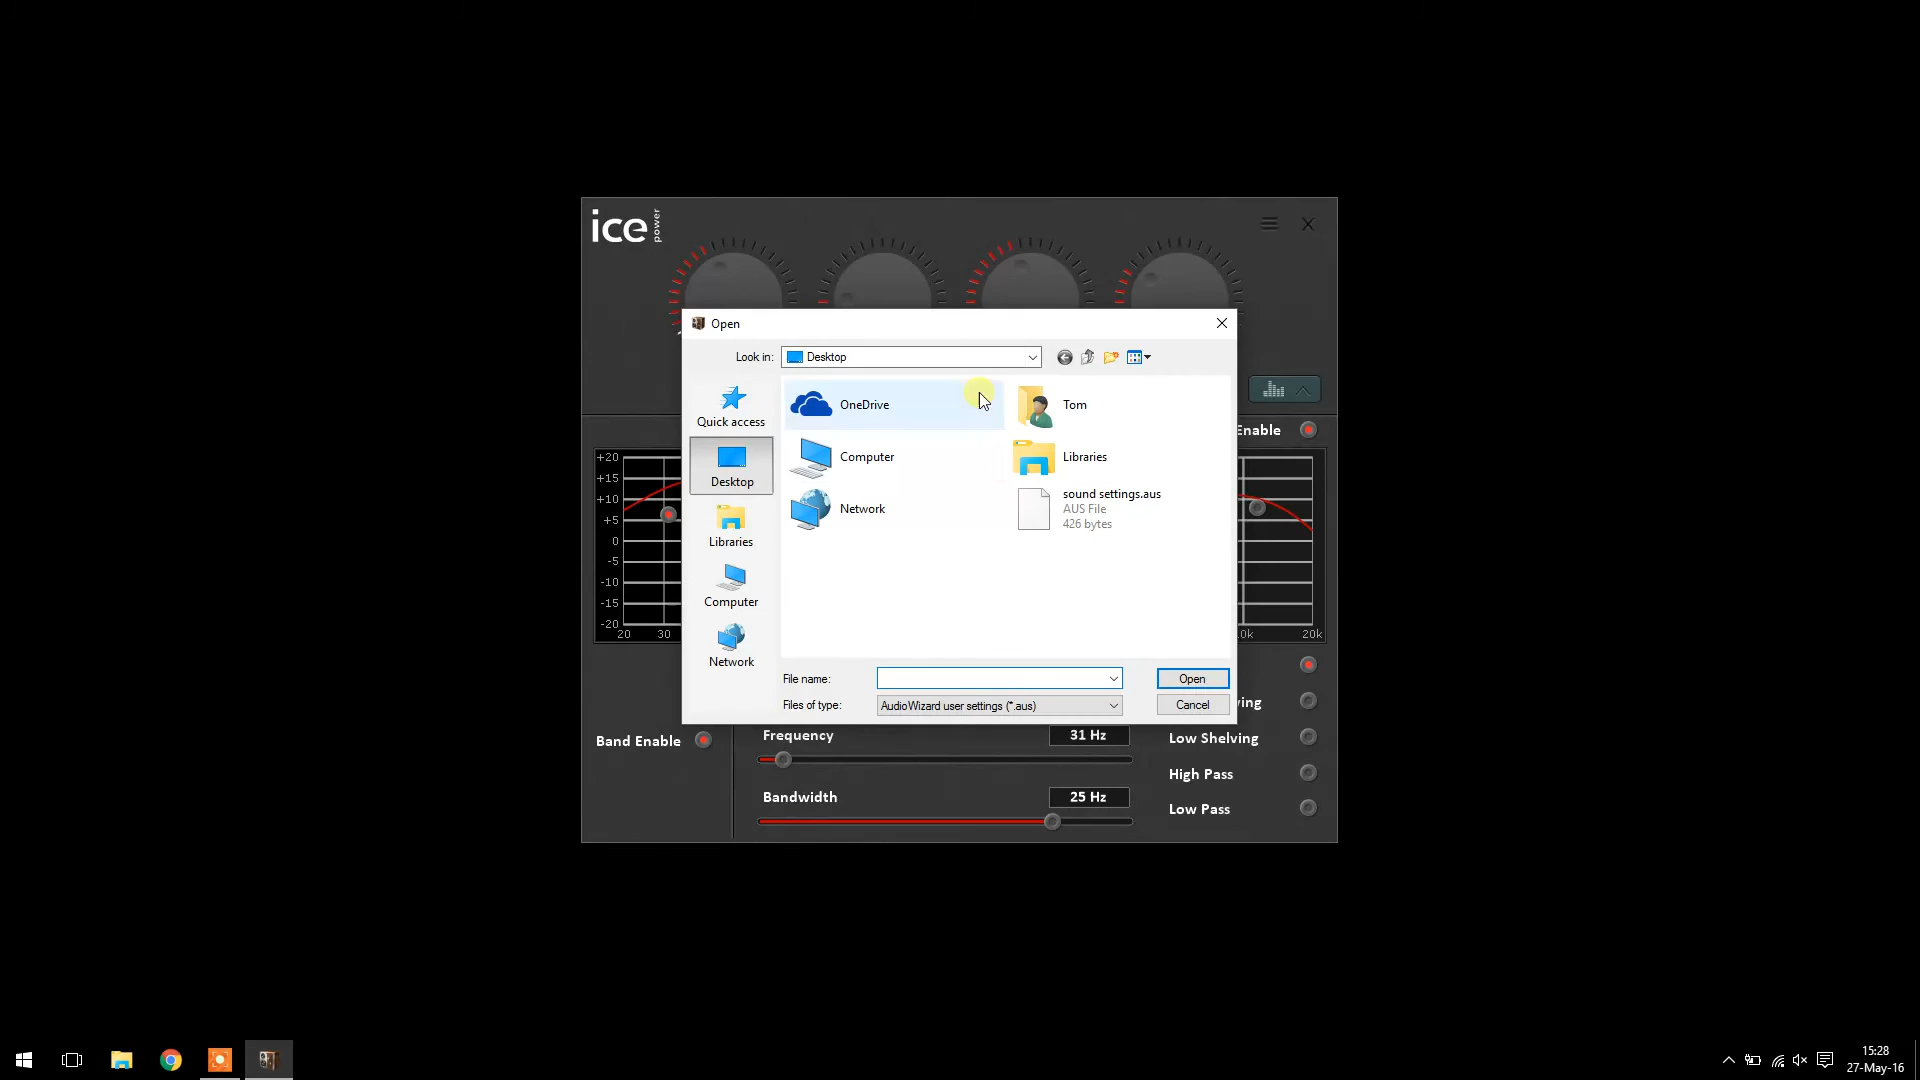 ice power
Open
Look in:
Desktop
Quick access
Desktop
Libraries
Computer
Network
OneDrive
Tom
Computer
Libraries
Network
sound settings.aus
AUS File
426 bytes
File name:
Open
Files of type:
AudioWizard user settings (*.aus)
Cancel
Enable
+20
+15
+10
+5
0
-5
-10
-15
-20
20
30
0k
20k
Band Enable
Frequency
31 Hz
Bandwidth
25 Hz
ving
Low Shelving
High Pass
Low Pass
15:28
27-May-16